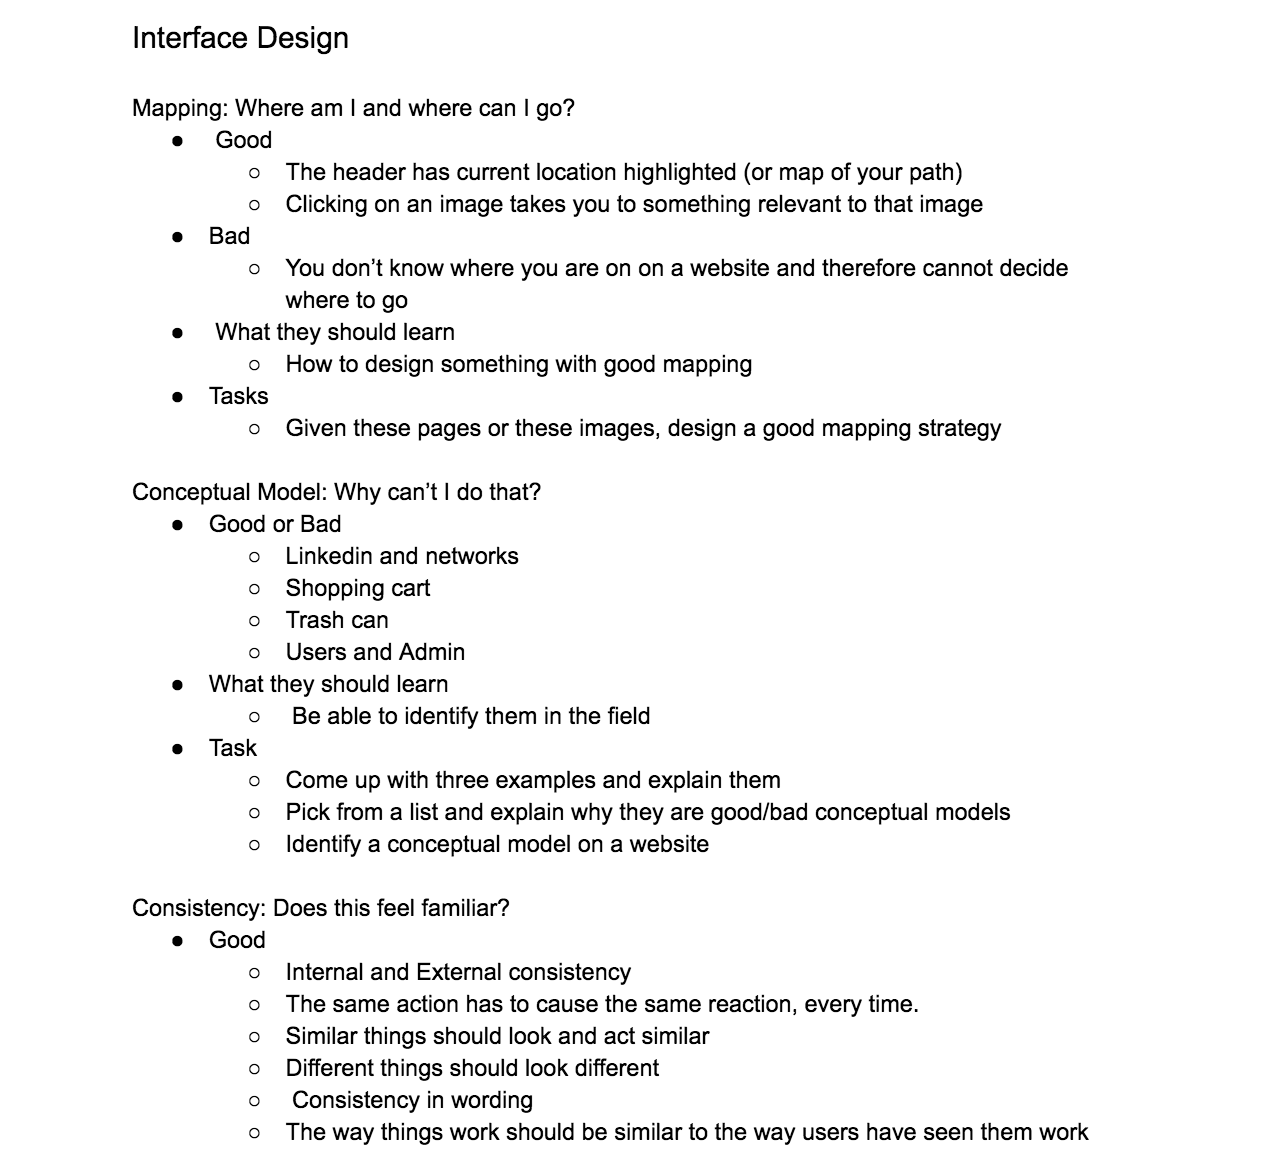 Interface Design
Mapping: Where am I and where can I go?
● Good
○ The header has current location highlighted (or map of your path)
○ Clicking on an image takes you to something relevant to that image
● Bad
○ You don’t know where you are on on a website and therefore cannot decide
where to go
● What they should learn
○ How to design something with good mapping
● Tasks
○ Given these pages or these images, design a good mapping strategy
Conceptual Model: Why can’t I do that?
● Good or Bad
○ Linkedin and networks
○ Shopping cart
○ Trash can
○ Users and Admin
● What they should learn
○ Be able to identify them in the field
● Task
○ Come up with three examples and explain them
○ Pick from a list and explain why they are good/bad conceptual models
○ Identify a conceptual model on a website
Consistency: Does this feel familiar?
● Good
○ Internal and External consistency
○ The same action has to cause the same reaction, every time.
○ Similar things should look and act similar
○ Different things should look different
○ Consistency in wording
○ The way things work should be similar to the way users have seen them work